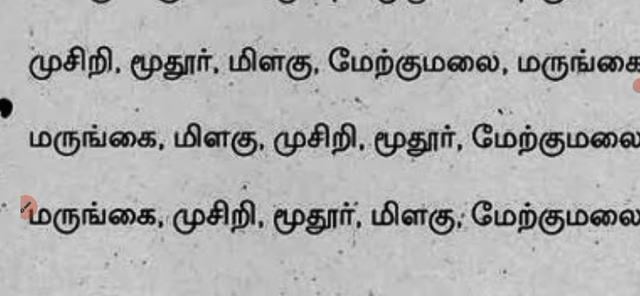 முசிறி, மூதூர், மிளகு, மேற்குமலை, மருங்கை
மருங்கை, மிளகு, முசிறி, மூதூர், மேற்குமலை
மருங்கை, முசிறி, மூதூர், மிளகு, மேற்குமலை